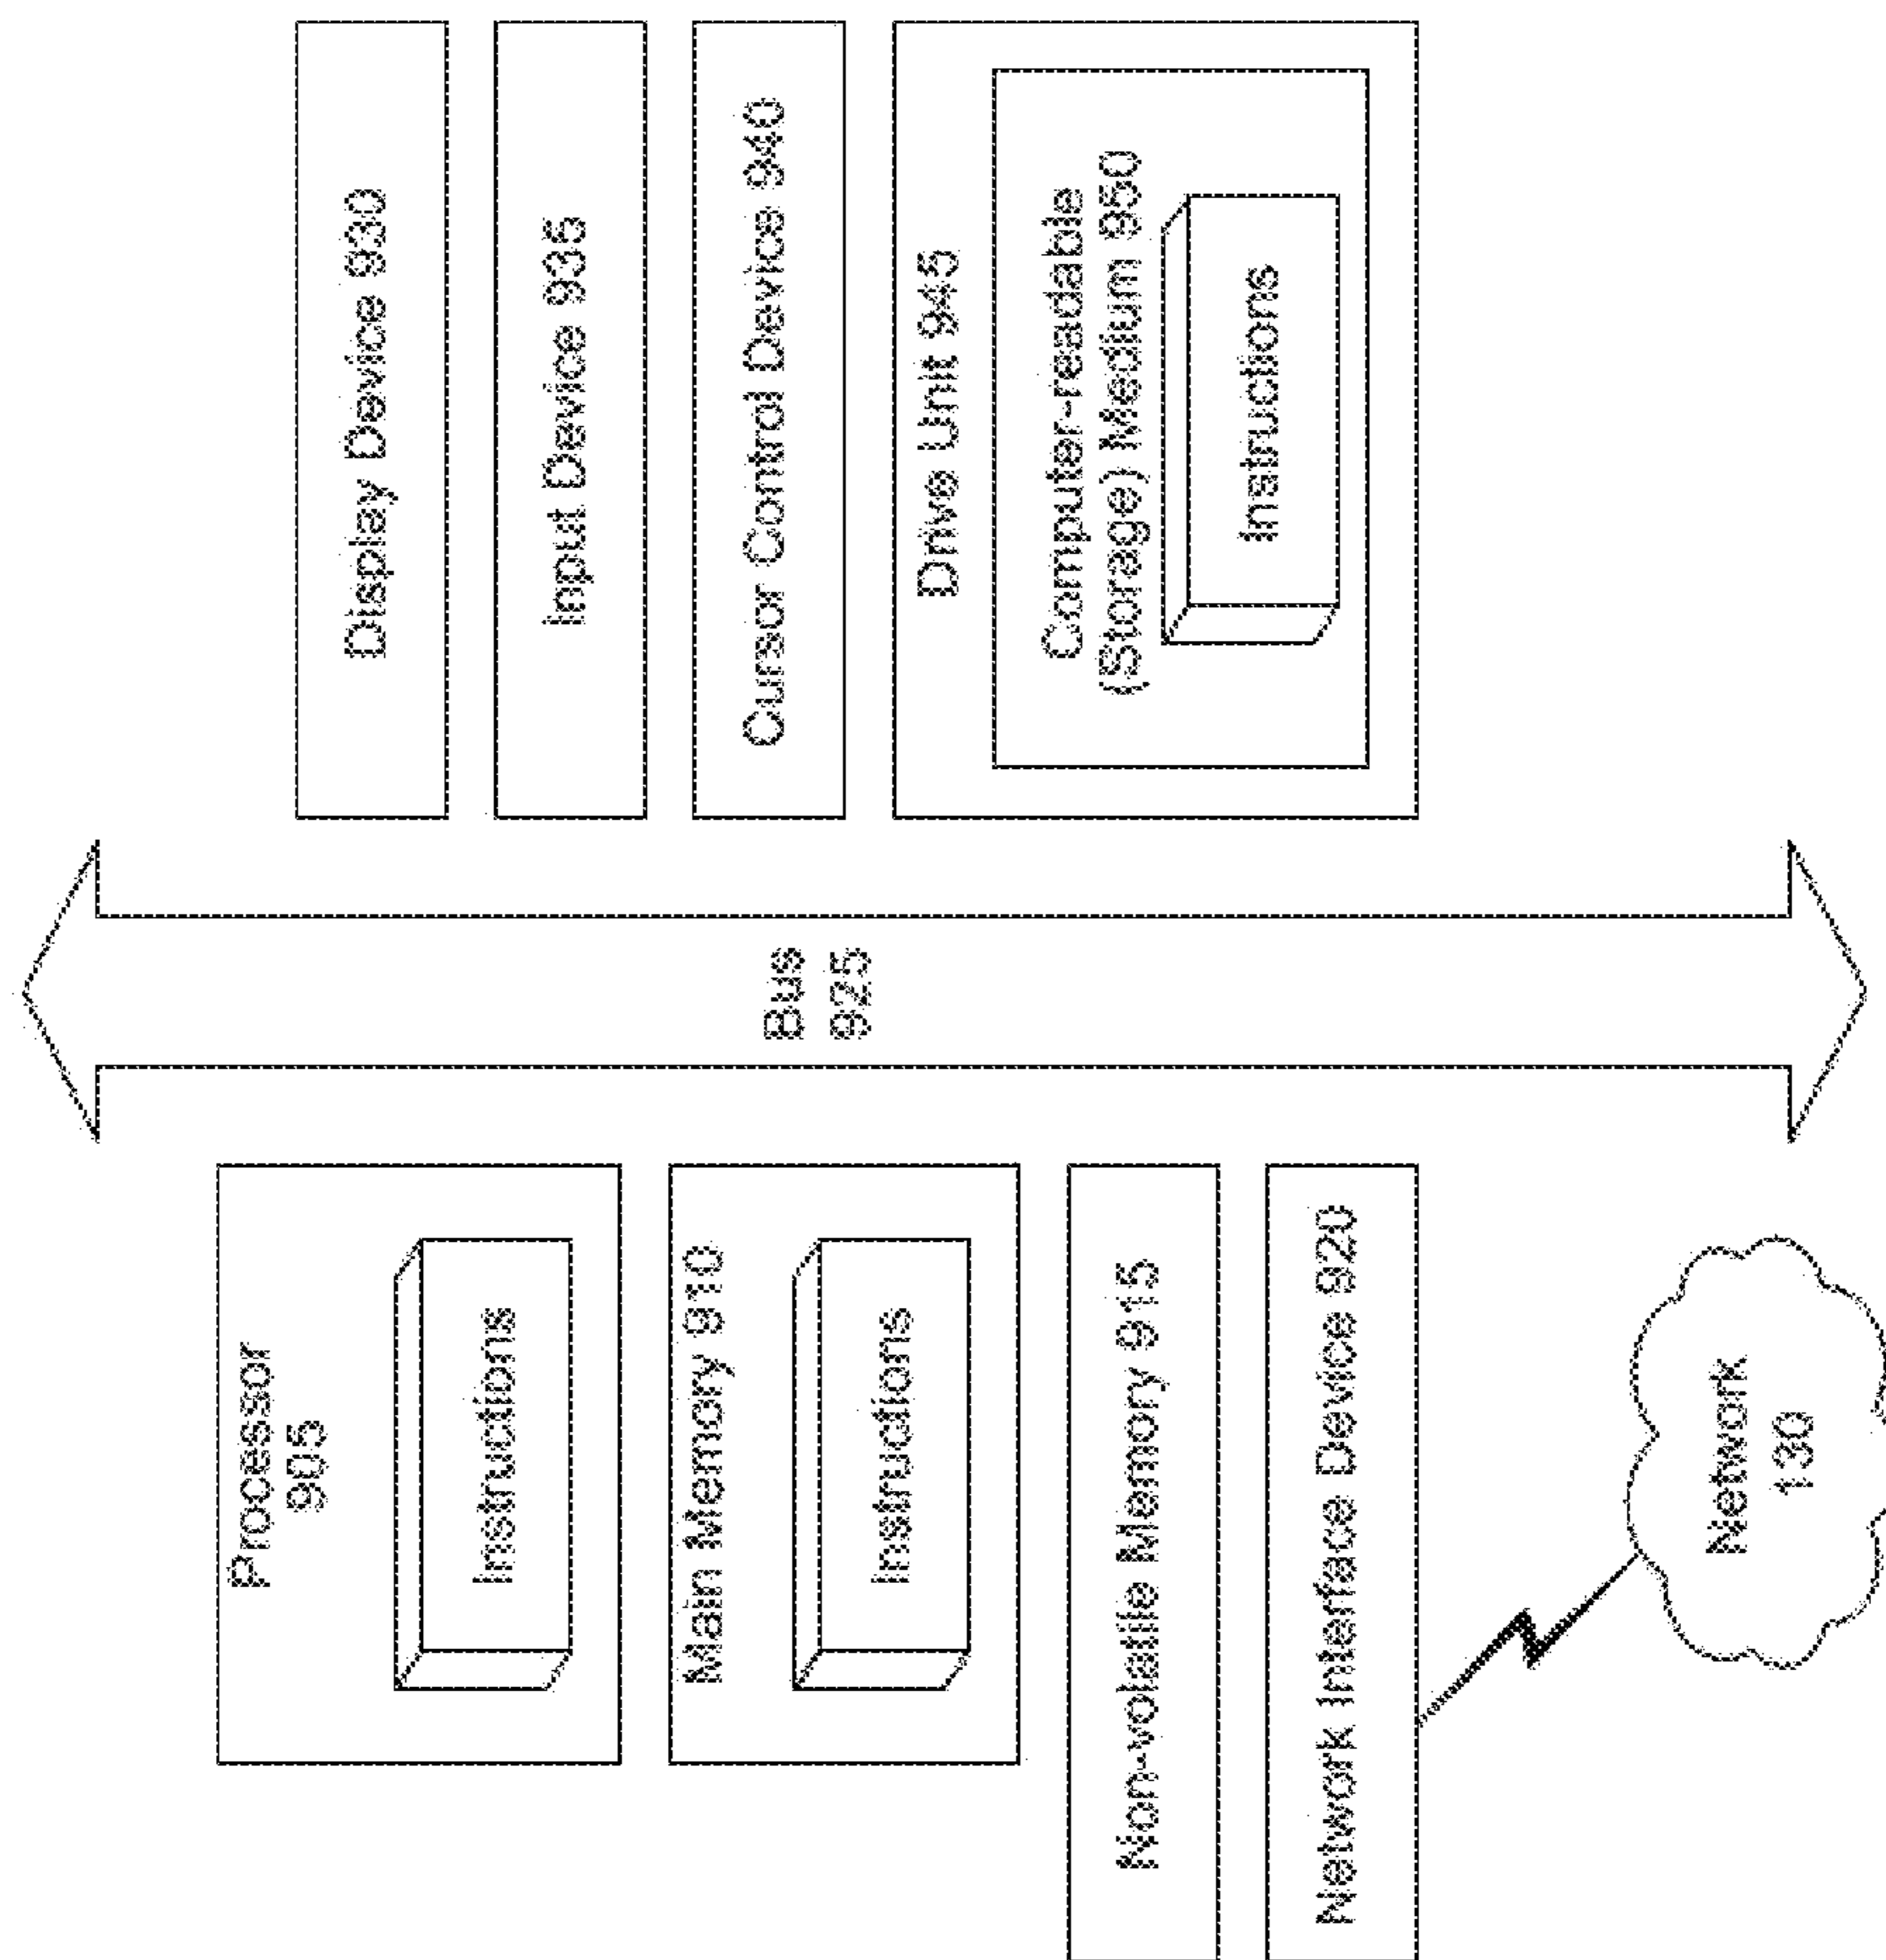 Processor
905
Instructions
Main Memory 910
Instructions
Non-volatile Memory 915
Network Interface Device 920
Network
130
Bus
925
Display Device 930
Input Device 935
Cursor Control Device 940
Drive Unit 945
Computer-readable
(Storage) Medium 950
Instructions